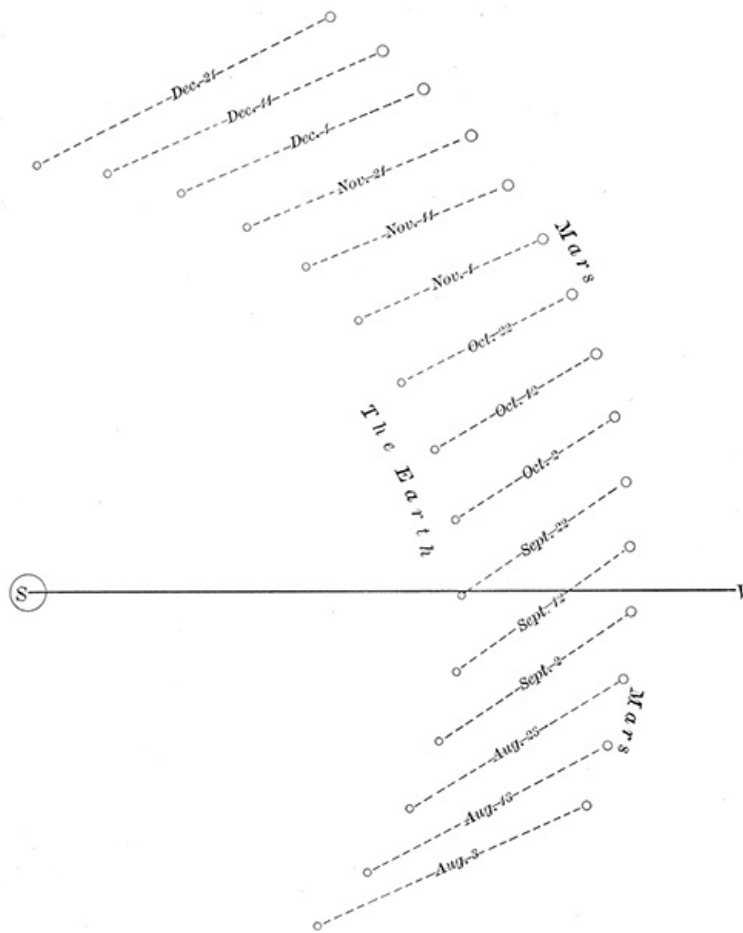 Dec. 21
Dec. 11
Dec. 1
Nov. 21
Nov. 11
Mars
Nov. 1
Oct. 22
Oct. 12
The Earth
Oct. 2
Sept. 22
S
Sept. 12
Sept. 2
Mars
Aug. 23
Aug. 13
Aug. 3